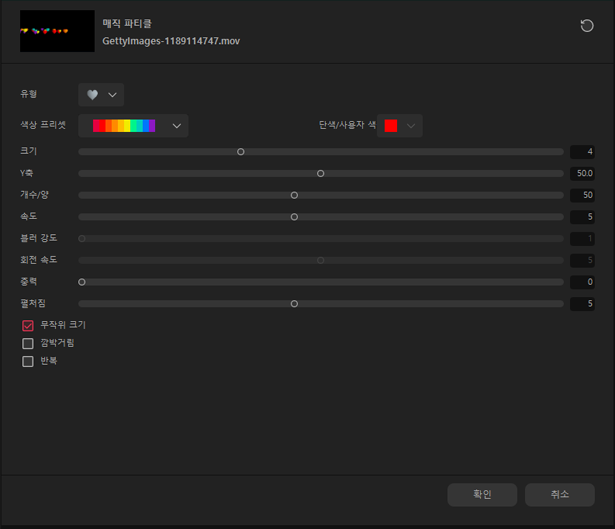 매직 파티클
GettyImages-1189114747.mov
유형
색상 프리셋 단색/사용자 색
크기 4
Y축 50.0
개수/양 50
속도 5
블러 강도 1
회전 속도 5
중력 0
펼쳐짐 5
무작위 크기
깜박거림
반복
확인 취소